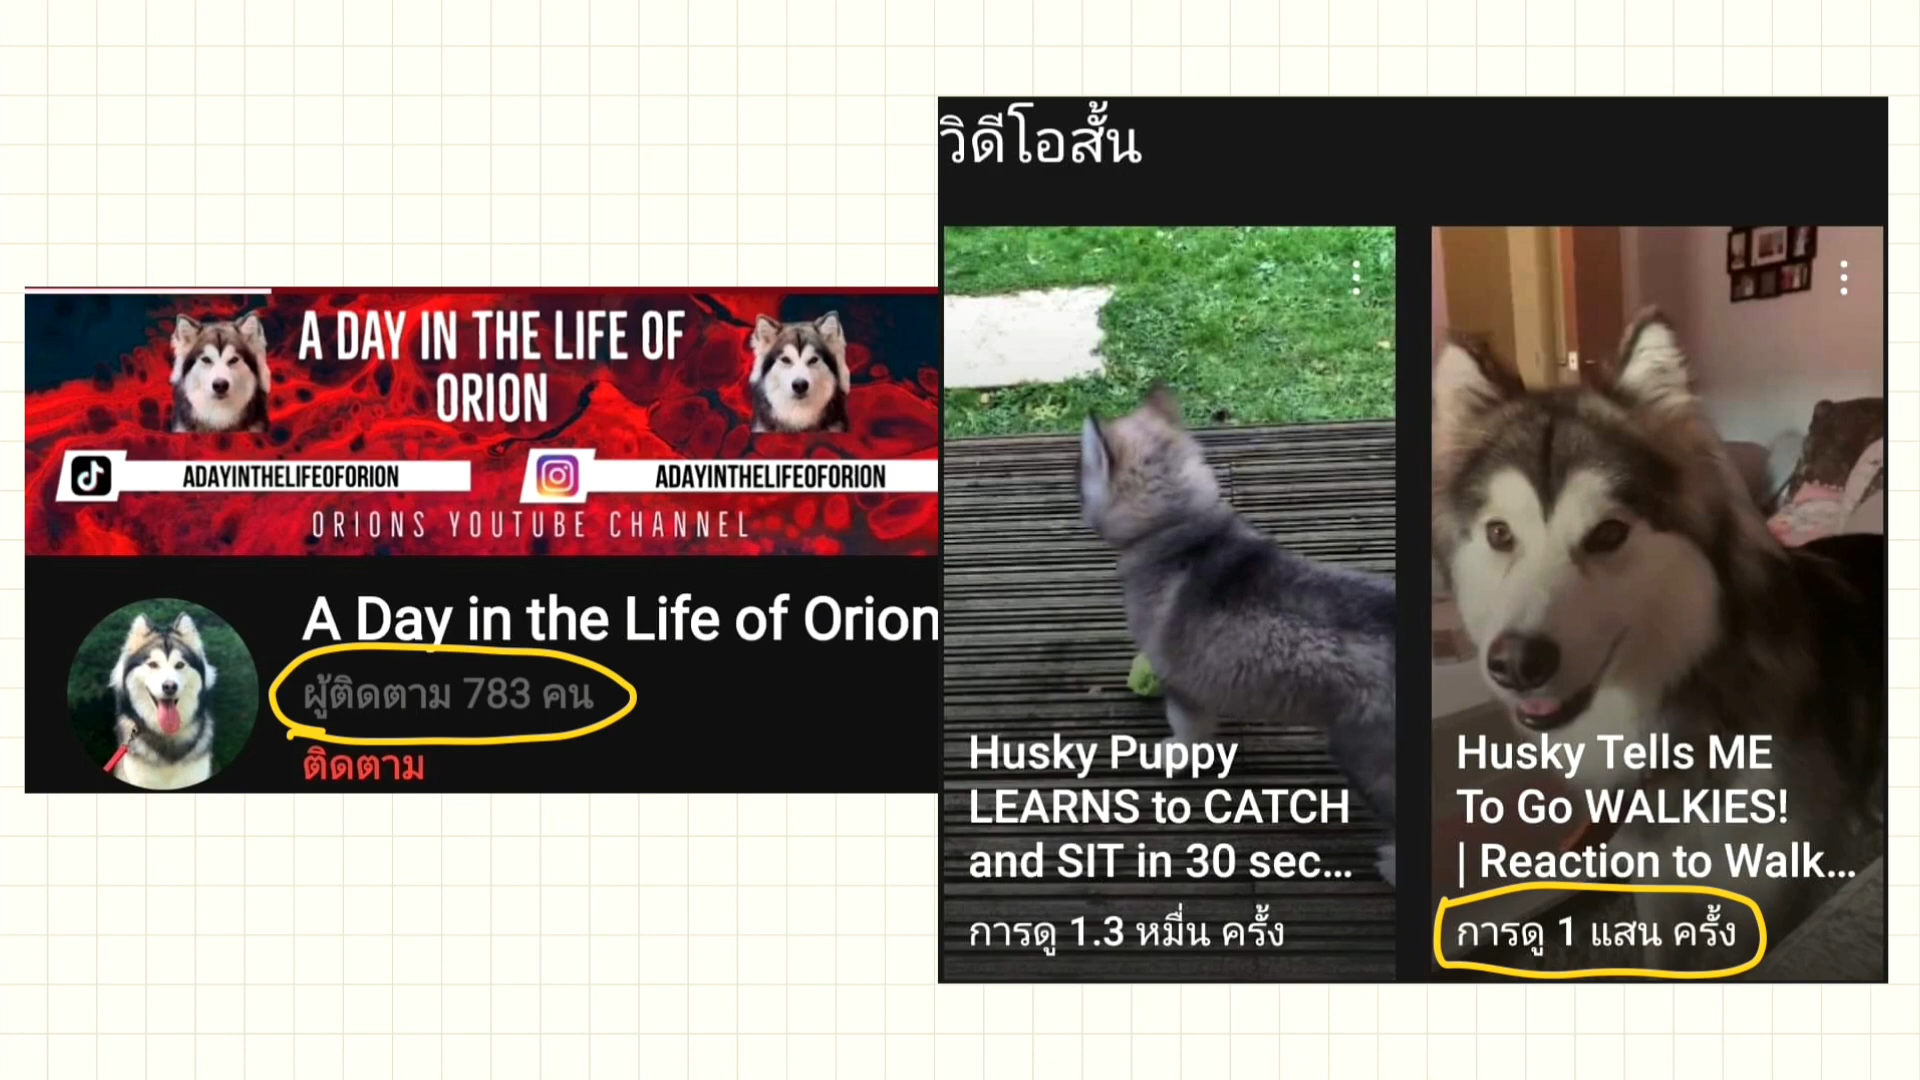 A DAY IN THE LIFE OF
ORION
ADAYINTHELIFEOFORION
ADAYINTHELIFEOFORION
ORIONS YOUTUBE CHANNEL
A Day in the Life of Orion
ผู้ติดตาม 783 คน
ติดตาม
วิดีโอสั้น
Husky Puppy
LEARNS to CATCH
and SIT in 30 sec...
การดู 1.3 หมื่น ครั้ง
Husky Tells ME
To Go WALKIES!
| Reaction to Walk...
การดู 1 แสน ครั้ง